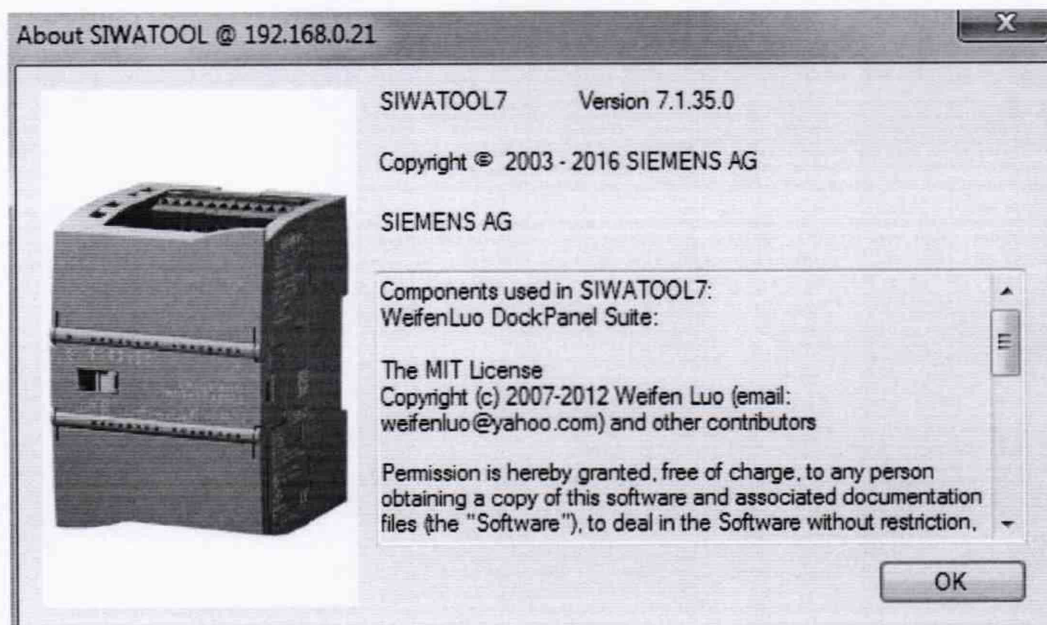 About SIWATOOL @ 192.168.0.21
X
SIWATOOL7 Version 7.1.35.0
Copyright © 2003 - 2016 SIEMENS AG
SIEMENS AG
Components used in SIWATOOL7:
WeifenLuo DockPanel Suite:
The MIT License
Copyright (c) 2007-2012 Weifen Luo (email:
weifenluo@yahoo.com) and other contributors
Permission is hereby granted, free of charge, to any person
obtaining a copy of this software and associated documentation
files (the "Software"), to deal in the Software without restriction,
OK